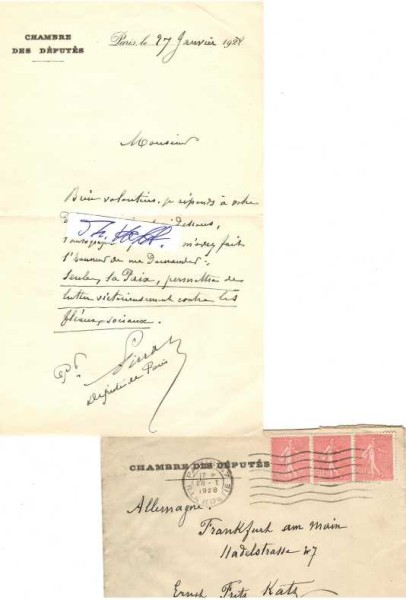 CHAMBRE
DES DÉPUTÉS
Paris, le 27 Janvier 1928
Monsieur
Bien volontiers, je réponds à votre
dessous,
m'avez fait
l'honneur de me demander :
Seule, la Paix, permettra de
lutter victorieusement contre les
fléaux sociaux.
député de Paris
CHAMBRE DES DÉPUTÉS
1928
Allemagne.
Frankfurt am Main
Stadelstrasse 47
Ernst Fritz Katz